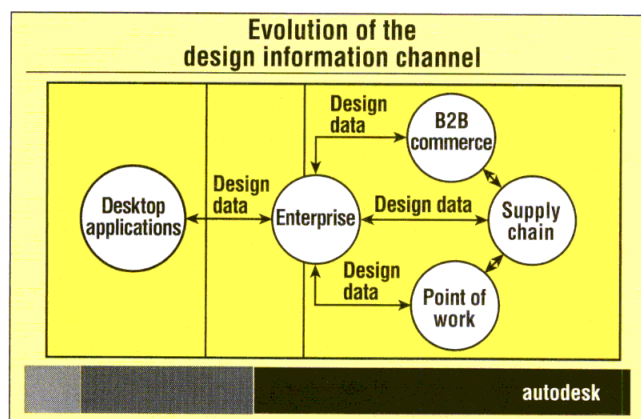 Evolution of the
design information channel
Design
data
B2B
commerce
Desktop
applications
Design
data
Enterprise
Design data
Supply
chain
Design
data
Point of
work
autodesk